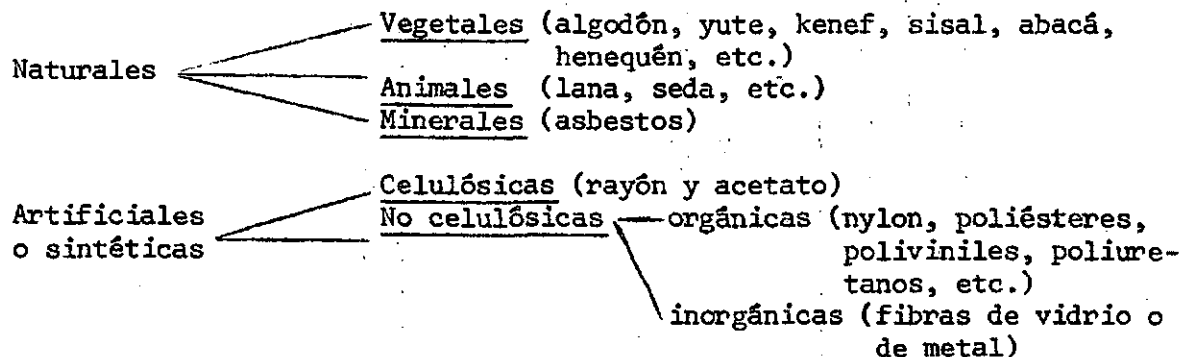 Naturales
Vegetales (algodón, yute, kenef, sisal, abacá,
henequén, etc.)
Animales (lana, seda, etc.)
Minerales (asbestos)
Artificiales
o sintéticas
Celulósicas (rayón y acetato)
No celulósicas
orgánicas (nylon, poliésteres,
poliviniles, poliure-
tanos, etc.)
inorgánicas (fibras de vidrio o
de metal)